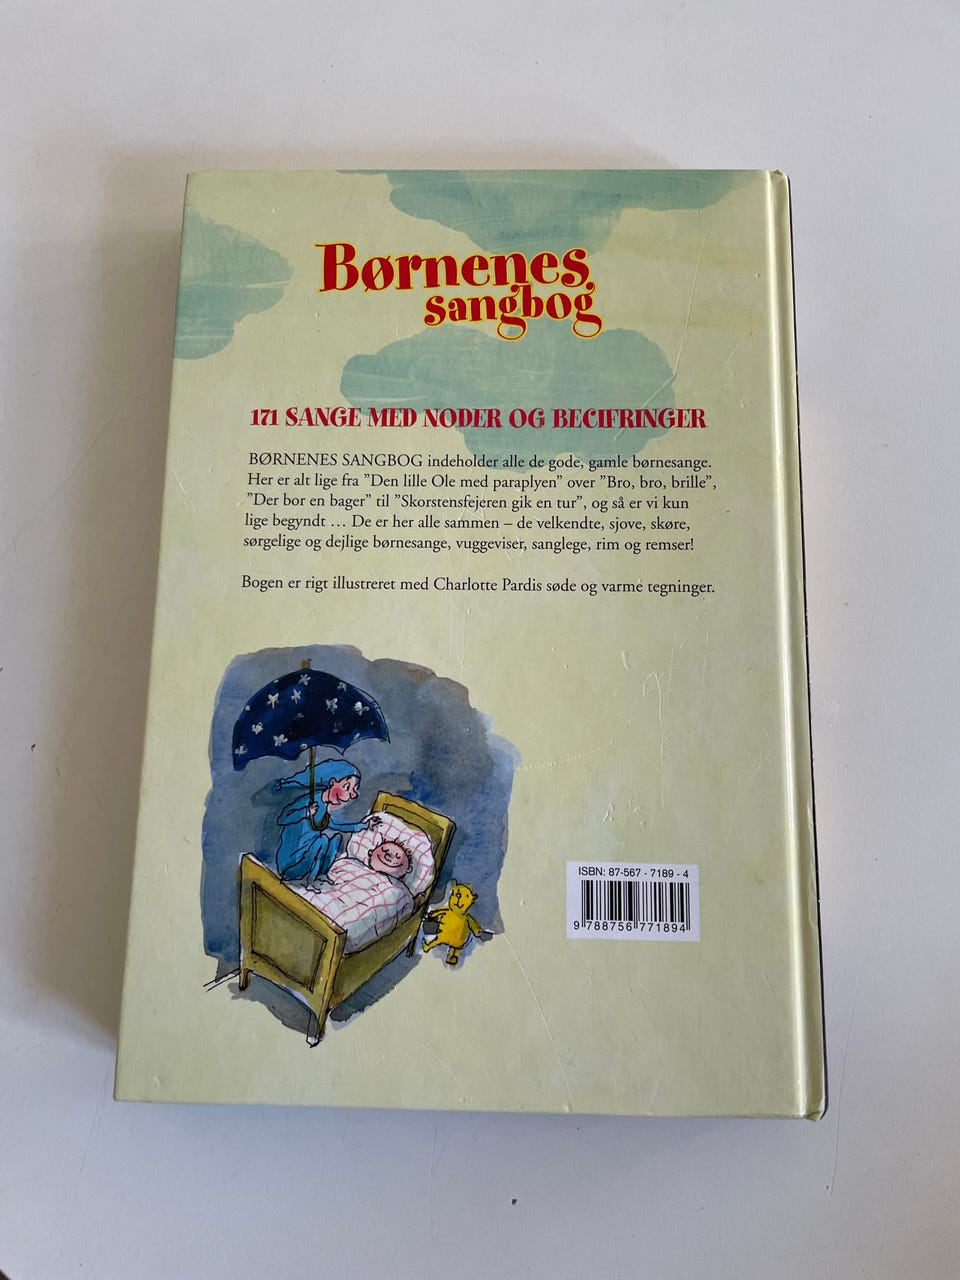 Børnenes
sangbog
171 SANGE MED NODER OG BECIFRINGER
BØRNENES SANGBOG indeholder alle de gode, gamle børnesange.
Her er alt lige fra ”Den lille Ole med paraplyen” over ”Bro, bro, brille”,
”Der bor en bager” til ”Skorstensfejeren gik en tur”, og så er vi kun
lige begyndt … De er her alle sammen – de velkendte, sjove, skøre,
sørgelige og dejlige børnesange, vuggeviser, sanglege, rim og remser!
Bogen er rigt illustreret med Charlotte Pardis søde og varme tegninger.
ISBN: 87-567 - 7189 - 4
9 788756 771894